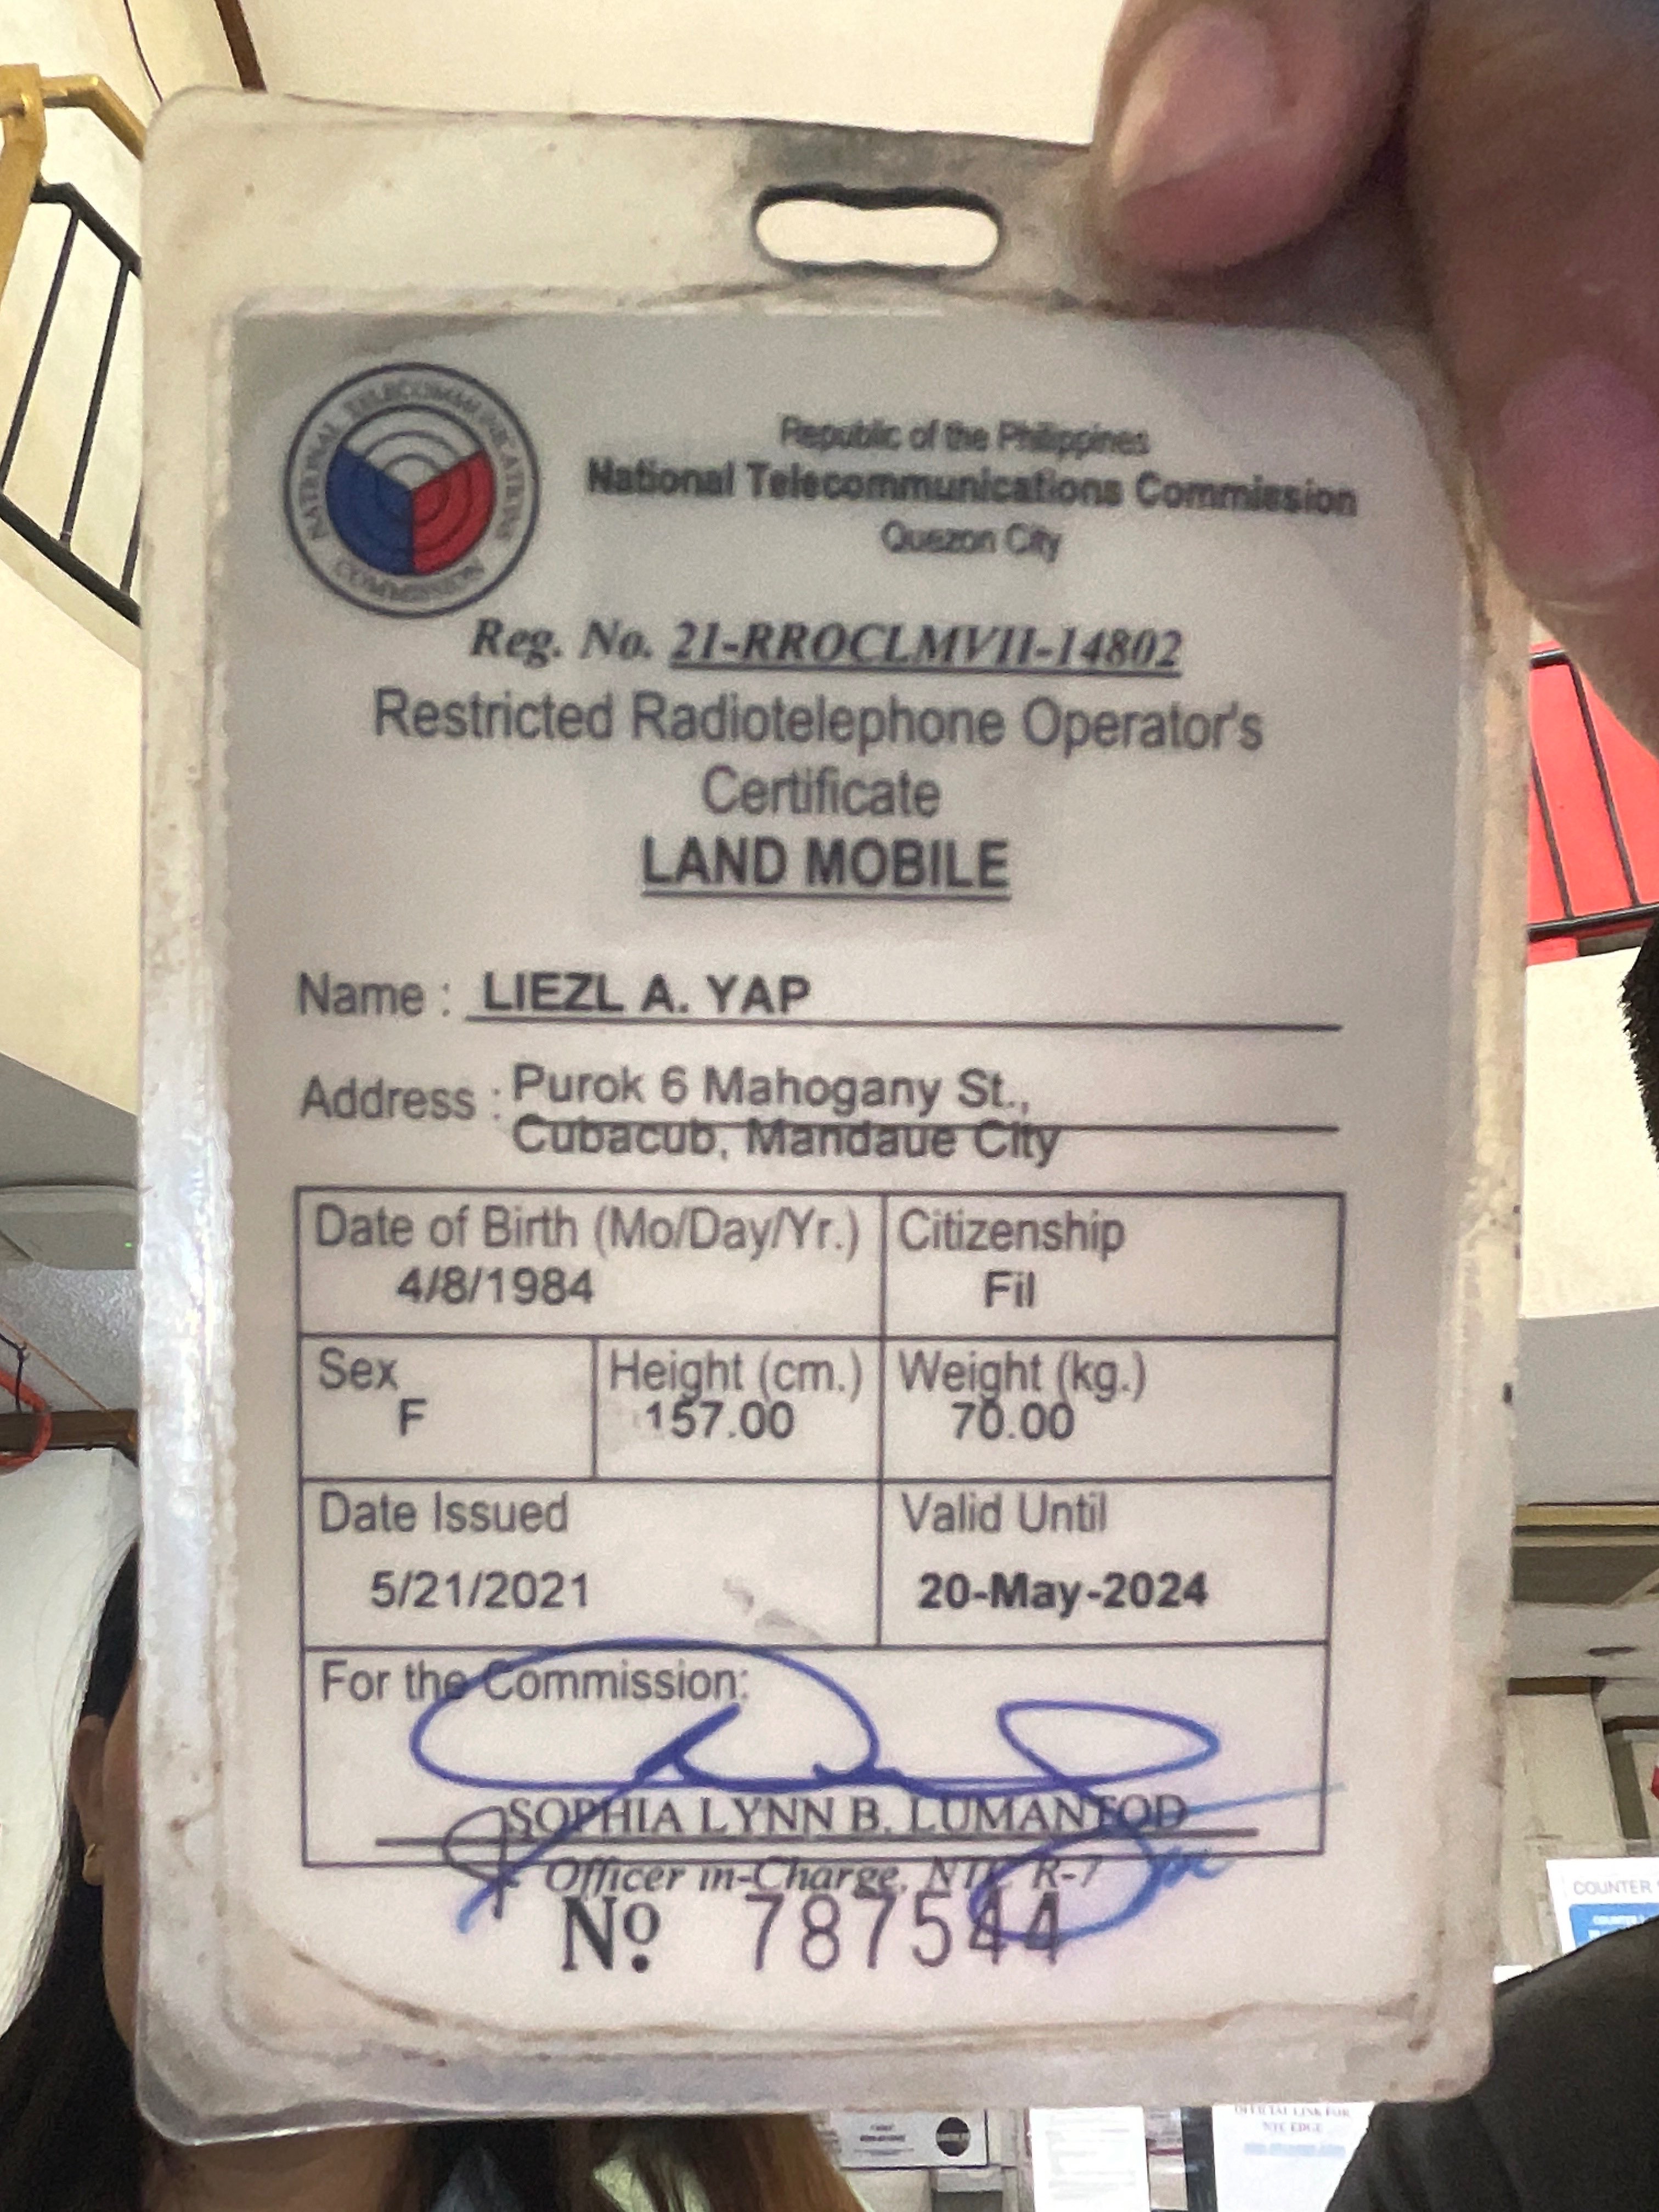 NATIONAL TELECOMMUNICATIONS COMMISSION
Republic of the Philippines
National Telecommunications Commission
Quezon City
Reg. No. 21-RROCLMVII-14802
Restricted Radiotelephone Operator's
Certificate
LAND MOBILE
Name : LIEZL A. YAP
Address : Purok 6 Mahogany St.,
Cubacub, Mandaue City
Date of Birth (Mo/Day/Yr.) Citizenship
4/8/1984 Fil
Sex Height (cm.) Weight (kg.)
F 157.00 70.00
Date Issued Valid Until
5/21/2021 20-May-2024
For the Commission:
SOPHIA LYNN B. LUMANTOD
Officer in-Charge, NTC R-7
No. 787544
COUNTER
OFFICIAL LINK FOR
NTC EDGE